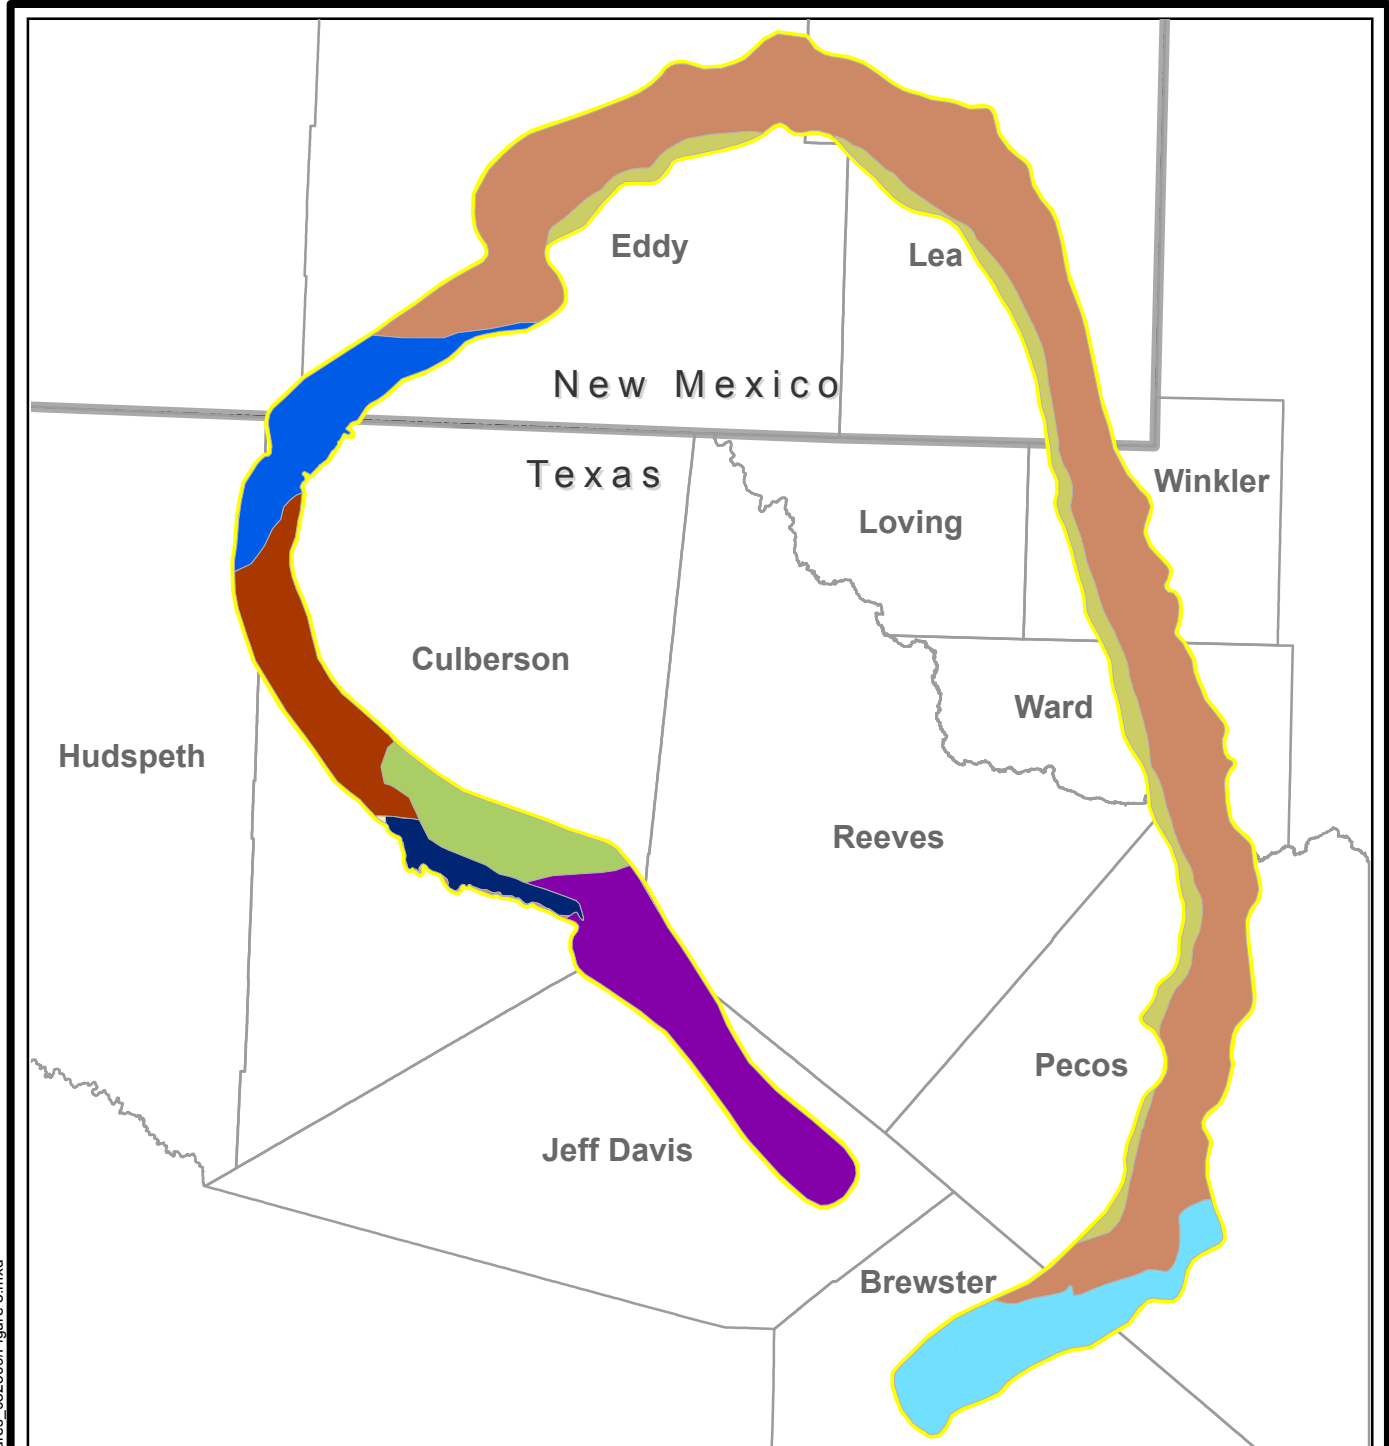 Eddy
Lea
New Mexico
Texas
Winkler
Loving
Culberson
Ward
Hudspeth
Reeves
Pecos
Jeff Davis
Brewster